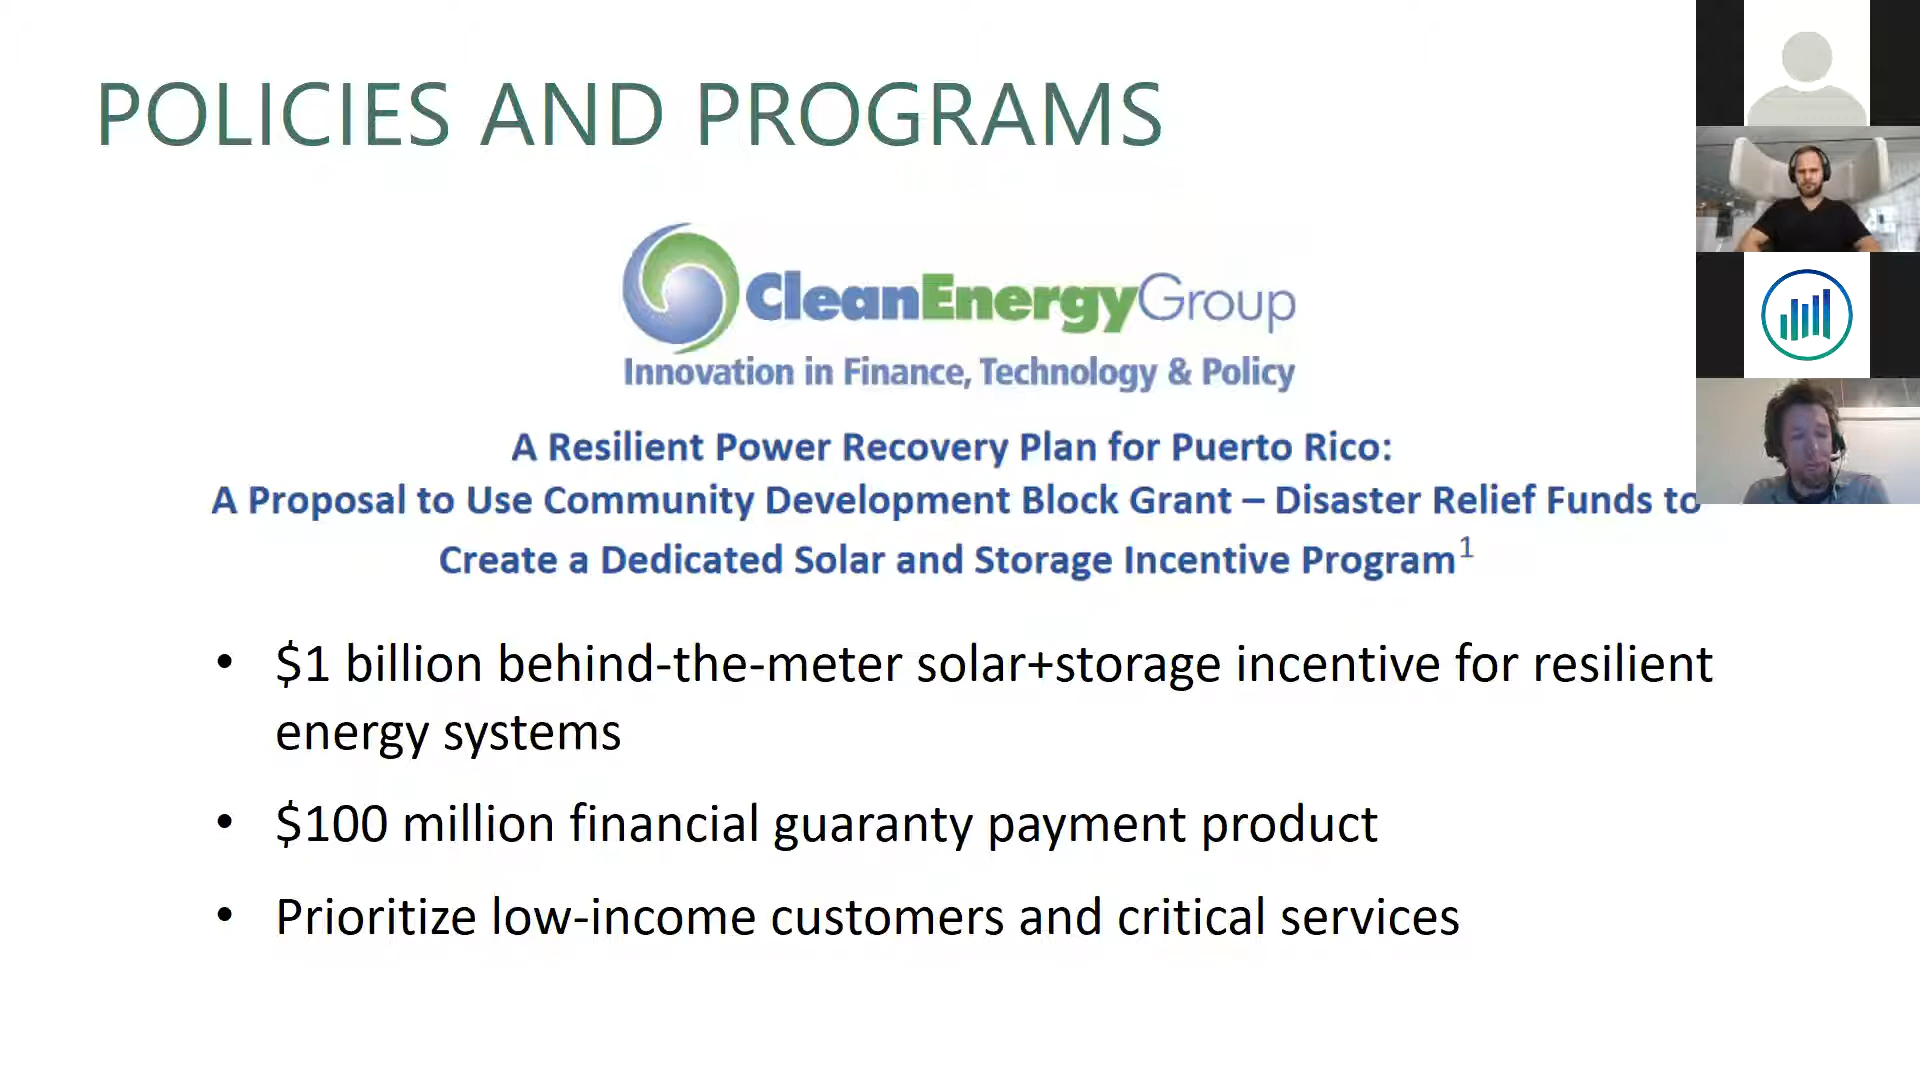 POLICIES AND PROGRAMS
CleanEnergyGroup
Innovation in Finance, Technology & Policy
A Resilient Power Recovery Plan for Puerto Rico:
A Proposal to Use Community Development Block Grant – Disaster Relief Funds to
Create a Dedicated Solar and Storage Incentive Program¹
• $1 billion behind-the-meter solar+storage incentive for resilient
energy systems
• $100 million financial guaranty payment product
• Prioritize low-income customers and critical services